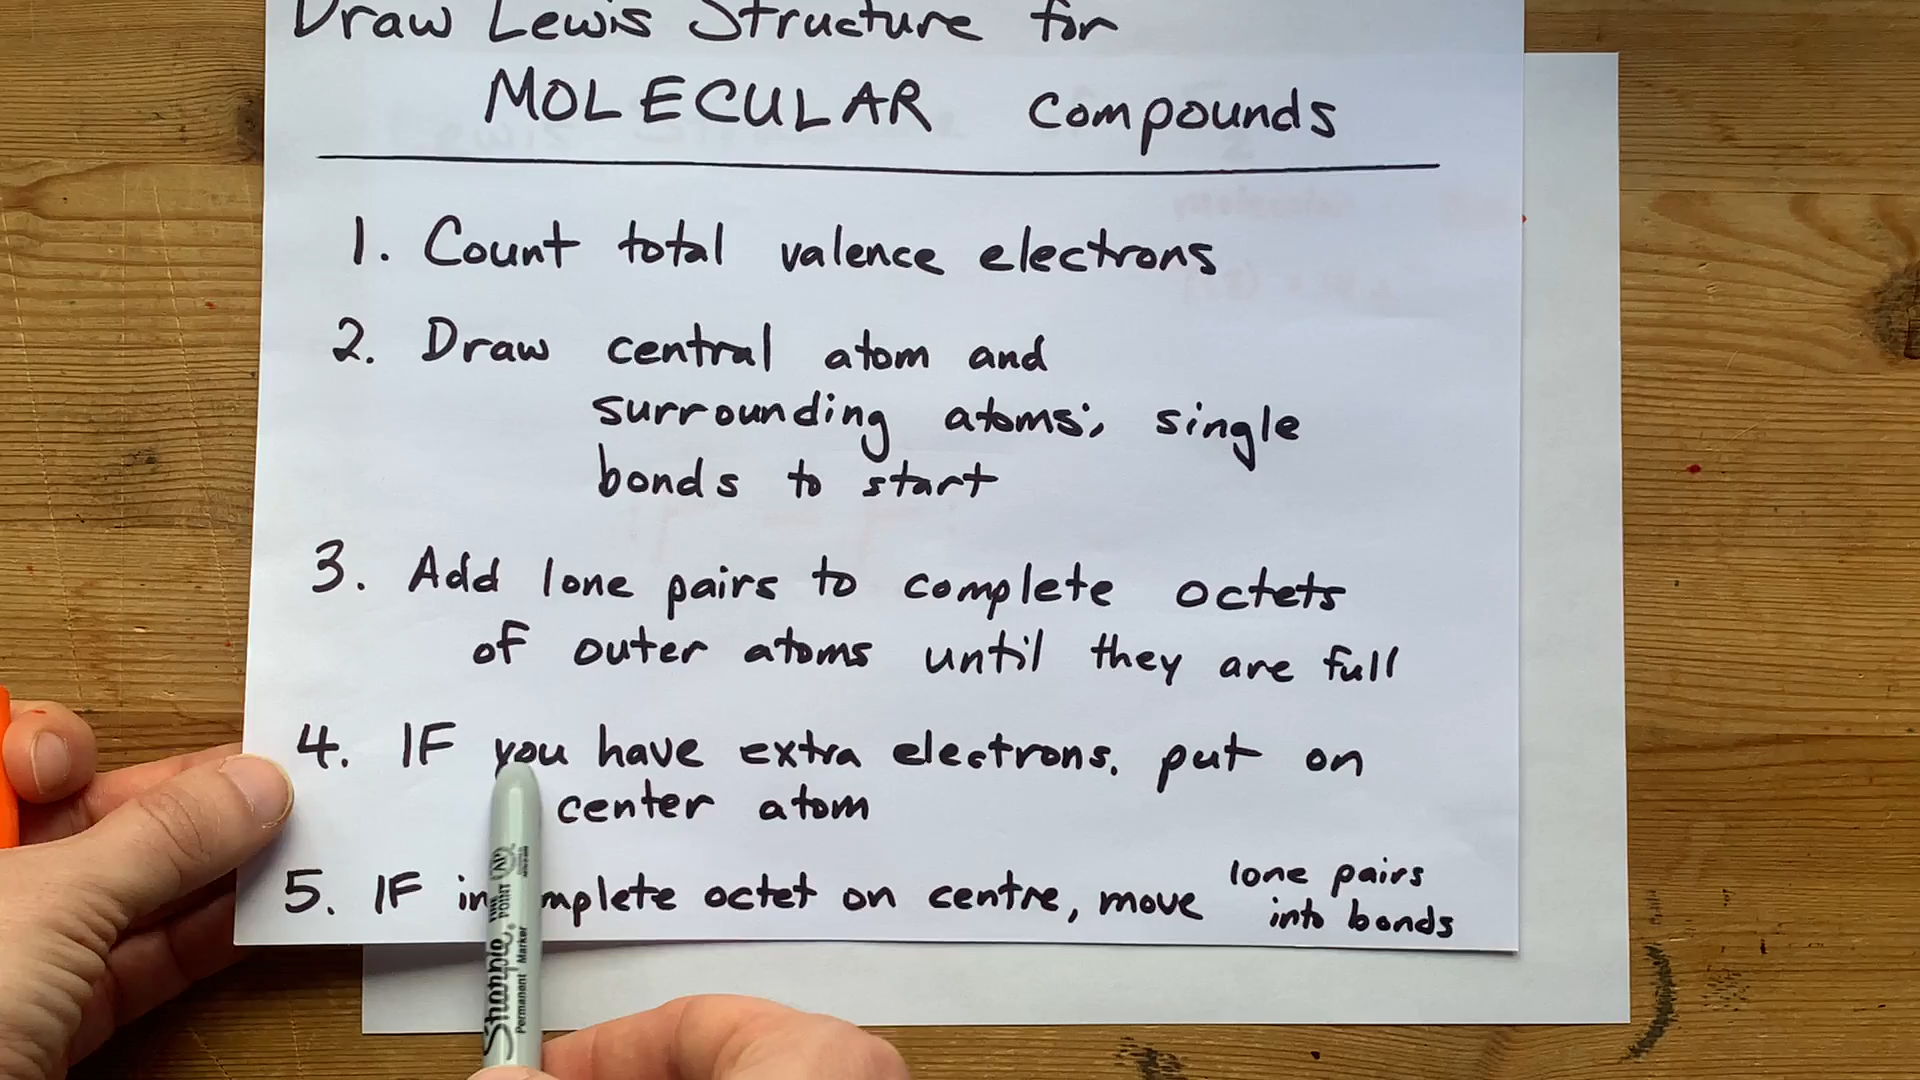 Draw Lewis Structure for
MOLECULAR compounds
1. Count total valence electrons
2. Draw central atom and
surrounding atoms; single
bonds to start
3. Add lone pairs to complete octets
of outer atoms until they are full
4. IF you have extra electrons, put on
center atom
5. IF in mplete octet on centre, move lone pairs
into bonds
Sharpie
Permanent Marker